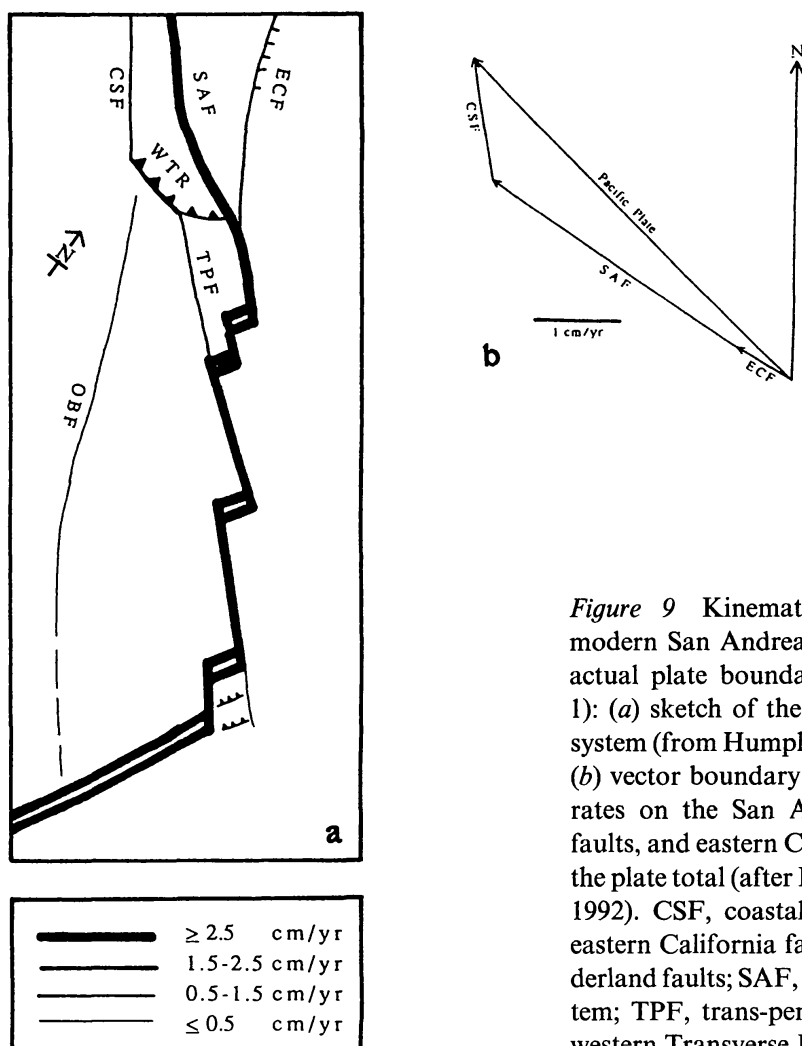 CSF
SAF
ECF
WTR
TPF
OBF
N
a
≥ 2.5 cm/yr
1.5-2.5 cm/yr
0.5-1.5 cm/yr
≤ 0.5 cm/yr
N.
CSF
Pacific Plate
SAF
ECF
1 cm/yr
b
Figure 9 Kinemat
modern San Andrea
actual plate bounda
1): (a) sketch of the
system (from Humpl
(b) vector boundary
rates on the San A
faults, and eastern C
the plate total (after
1992). CSF, coastal
eastern California fa
derland faults; SAF,
tem; TPF, trans-per
western Transverse